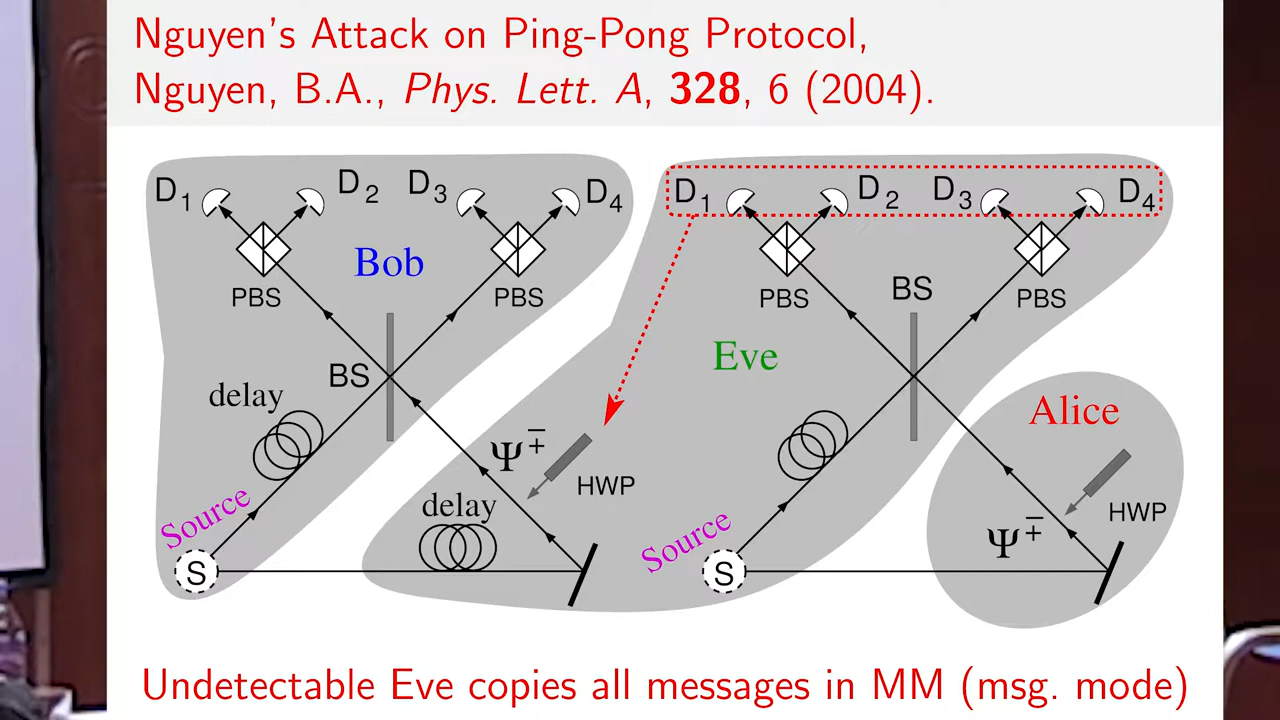 Nguyen's Attack on Ping-Pong Protocol,
Nguyen, B.A., Phys. Lett. A, 328, 6 (2004).
D1 D2 D3 D4
D1 D2 D3 D4
Bob
PBS PBS
PBS PBS
BS
BS
Eve
delay
Alice
Ψ∓
HWP
delay
Source
S
Source
S
Ψ∓
HWP
Undetectable Eve copies all messages in MM (msg. mode)